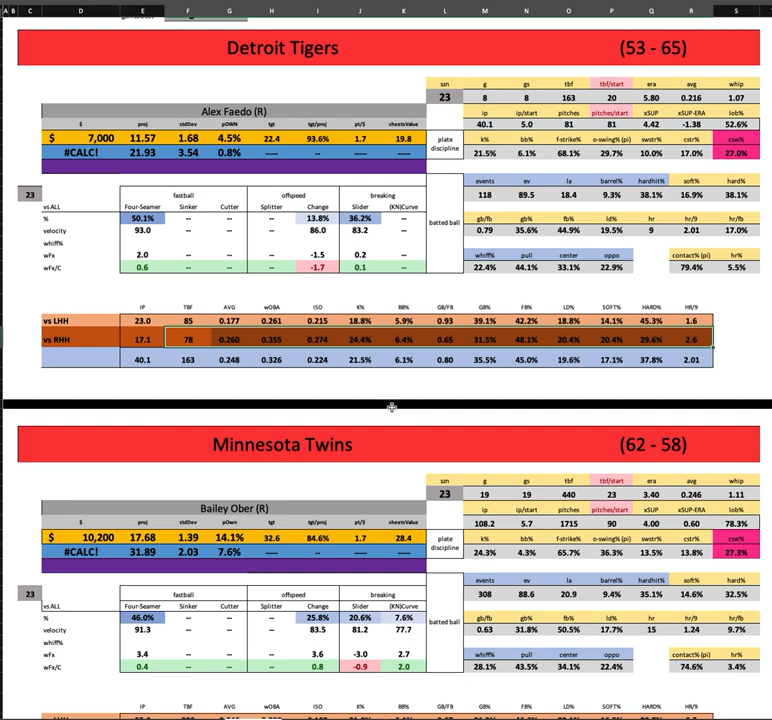 A B C D E F G H I J K L M N O P Q R S
Detroit Tigers (53 - 65)
szn g gs tbf tbf/start era avg whip
23 8 8 163 20 5.80 0.216 1.07
Alex Faedo (R) ip ip/start pitches pitches/start xSUP xSUP-ERA lob%
$ proj stdDev pOWN tgt tgt/proj pt/$ sheetsValue 40.1 5.0 81 81 4.42 -1.38 52.6%
$ 7,000 11.57 1.68 4.5% 22.4 93.6% 1.7 19.8 plate discipline k% bb% f-strike% o-swing% (pi) swstr% cstr% csw%
#CALC! 21.93 3.54 0.8% ---- -- ---- ---- 21.5% 6.1% 68.1% 29.7% 10.0% 17.0% 27.0%
events ev la barrel% hardhit% soft% hard%
23 fastball offspeed breaking 118 89.5 18.4 9.3% 38.1% 16.9% 38.1%
vs ALL Four-Seamer Sinker Cutter Splitter Change Slider (KN)Curve
% 50.1% -- -- -- 13.8% 36.2% -- batted ball gb/fb gb% fb% ld% hr hr/9 hr/fb
velocity 93.0 -- -- -- 86.0 83.2 -- 0.79 35.6% 44.9% 19.5% 9 2.01 17.0%
whiff%
wFx 2.0 -- -- -- -1.5 0.2 -- whiff% pull center oppo contact% (pi) hr%
wFx/C 0.6 -- -- -- -1.7 0.1 -- 22.4% 44.1% 33.1% 22.9% 79.4% 5.5%
IP TBF AVG wOBA ISO K% BB% GB/FB GB% FB% LD% SOFT% HARD% HR/9
vs LHH 23.0 85 0.177 0.261 0.215 18.8% 5.9% 0.93 39.1% 42.2% 18.8% 14.1% 45.3% 1.6
vs RHH 17.1 78 0.260 0.355 0.274 24.4% 6.4% 0.65 31.5% 48.1% 20.4% 20.4% 29.6% 2.6
40.1 163 0.248 0.326 0.224 21.5% 6.1% 0.80 35.5% 45.0% 19.6% 17.1% 37.8% 2.01
Minnesota Twins (62 - 58)
szn g gs tbf tbf/start era avg whip
23 19 19 440 23 3.40 0.246 1.11
Bailey Ober (R) ip ip/start pitches pitches/start xSUP xSUP-ERA lob%
$ proj stdDev pOwn tgt tgt/proj pt/$ sheetsValue 108.2 5.7 1715 90 4.00 0.60 78.3%
$ 10,200 17.68 1.39 14.1% 32.6 84.6% 1.7 28.4 plate discipline k% bb% f-strike% o-swing% (pi) swstr% cstr% csw%
#CALC! 31.89 2.03 7.6% ---- -- ---- ---- 24.3% 4.3% 65.7% 36.3% 13.5% 13.8% 27.3%
events ev la barrel% hardhit% soft% hard%
23 fastball offspeed breaking 308 88.6 20.9 9.4% 35.1% 14.6% 32.5%
vs ALL Four-Seamer Sinker Cutter Splitter Change Slider (KN)Curve
% 46.0% -- -- -- 25.8% 20.6% 7.6% batted ball gb/fb gb% fb% ld% hr hr/9 hr/fb
velocity 91.3 -- -- -- 83.5 81.2 77.7 0.63 31.8% 50.5% 17.7% 15 1.24 9.7%
whiff%
wFx 3.4 -- -- -- 3.6 -3.0 2.7 whiff% pull center oppo contact% (pi) hr%
wFx/C 0.4 -- -- -- 0.8 -0.9 2.0 28.1% 43.5% 34.1% 22.4% 74.6% 3.4%
IP TBF AVG wOBA ISO K% BB% GB/FB GB% FB% LD% SOFT% HARD% HR/9